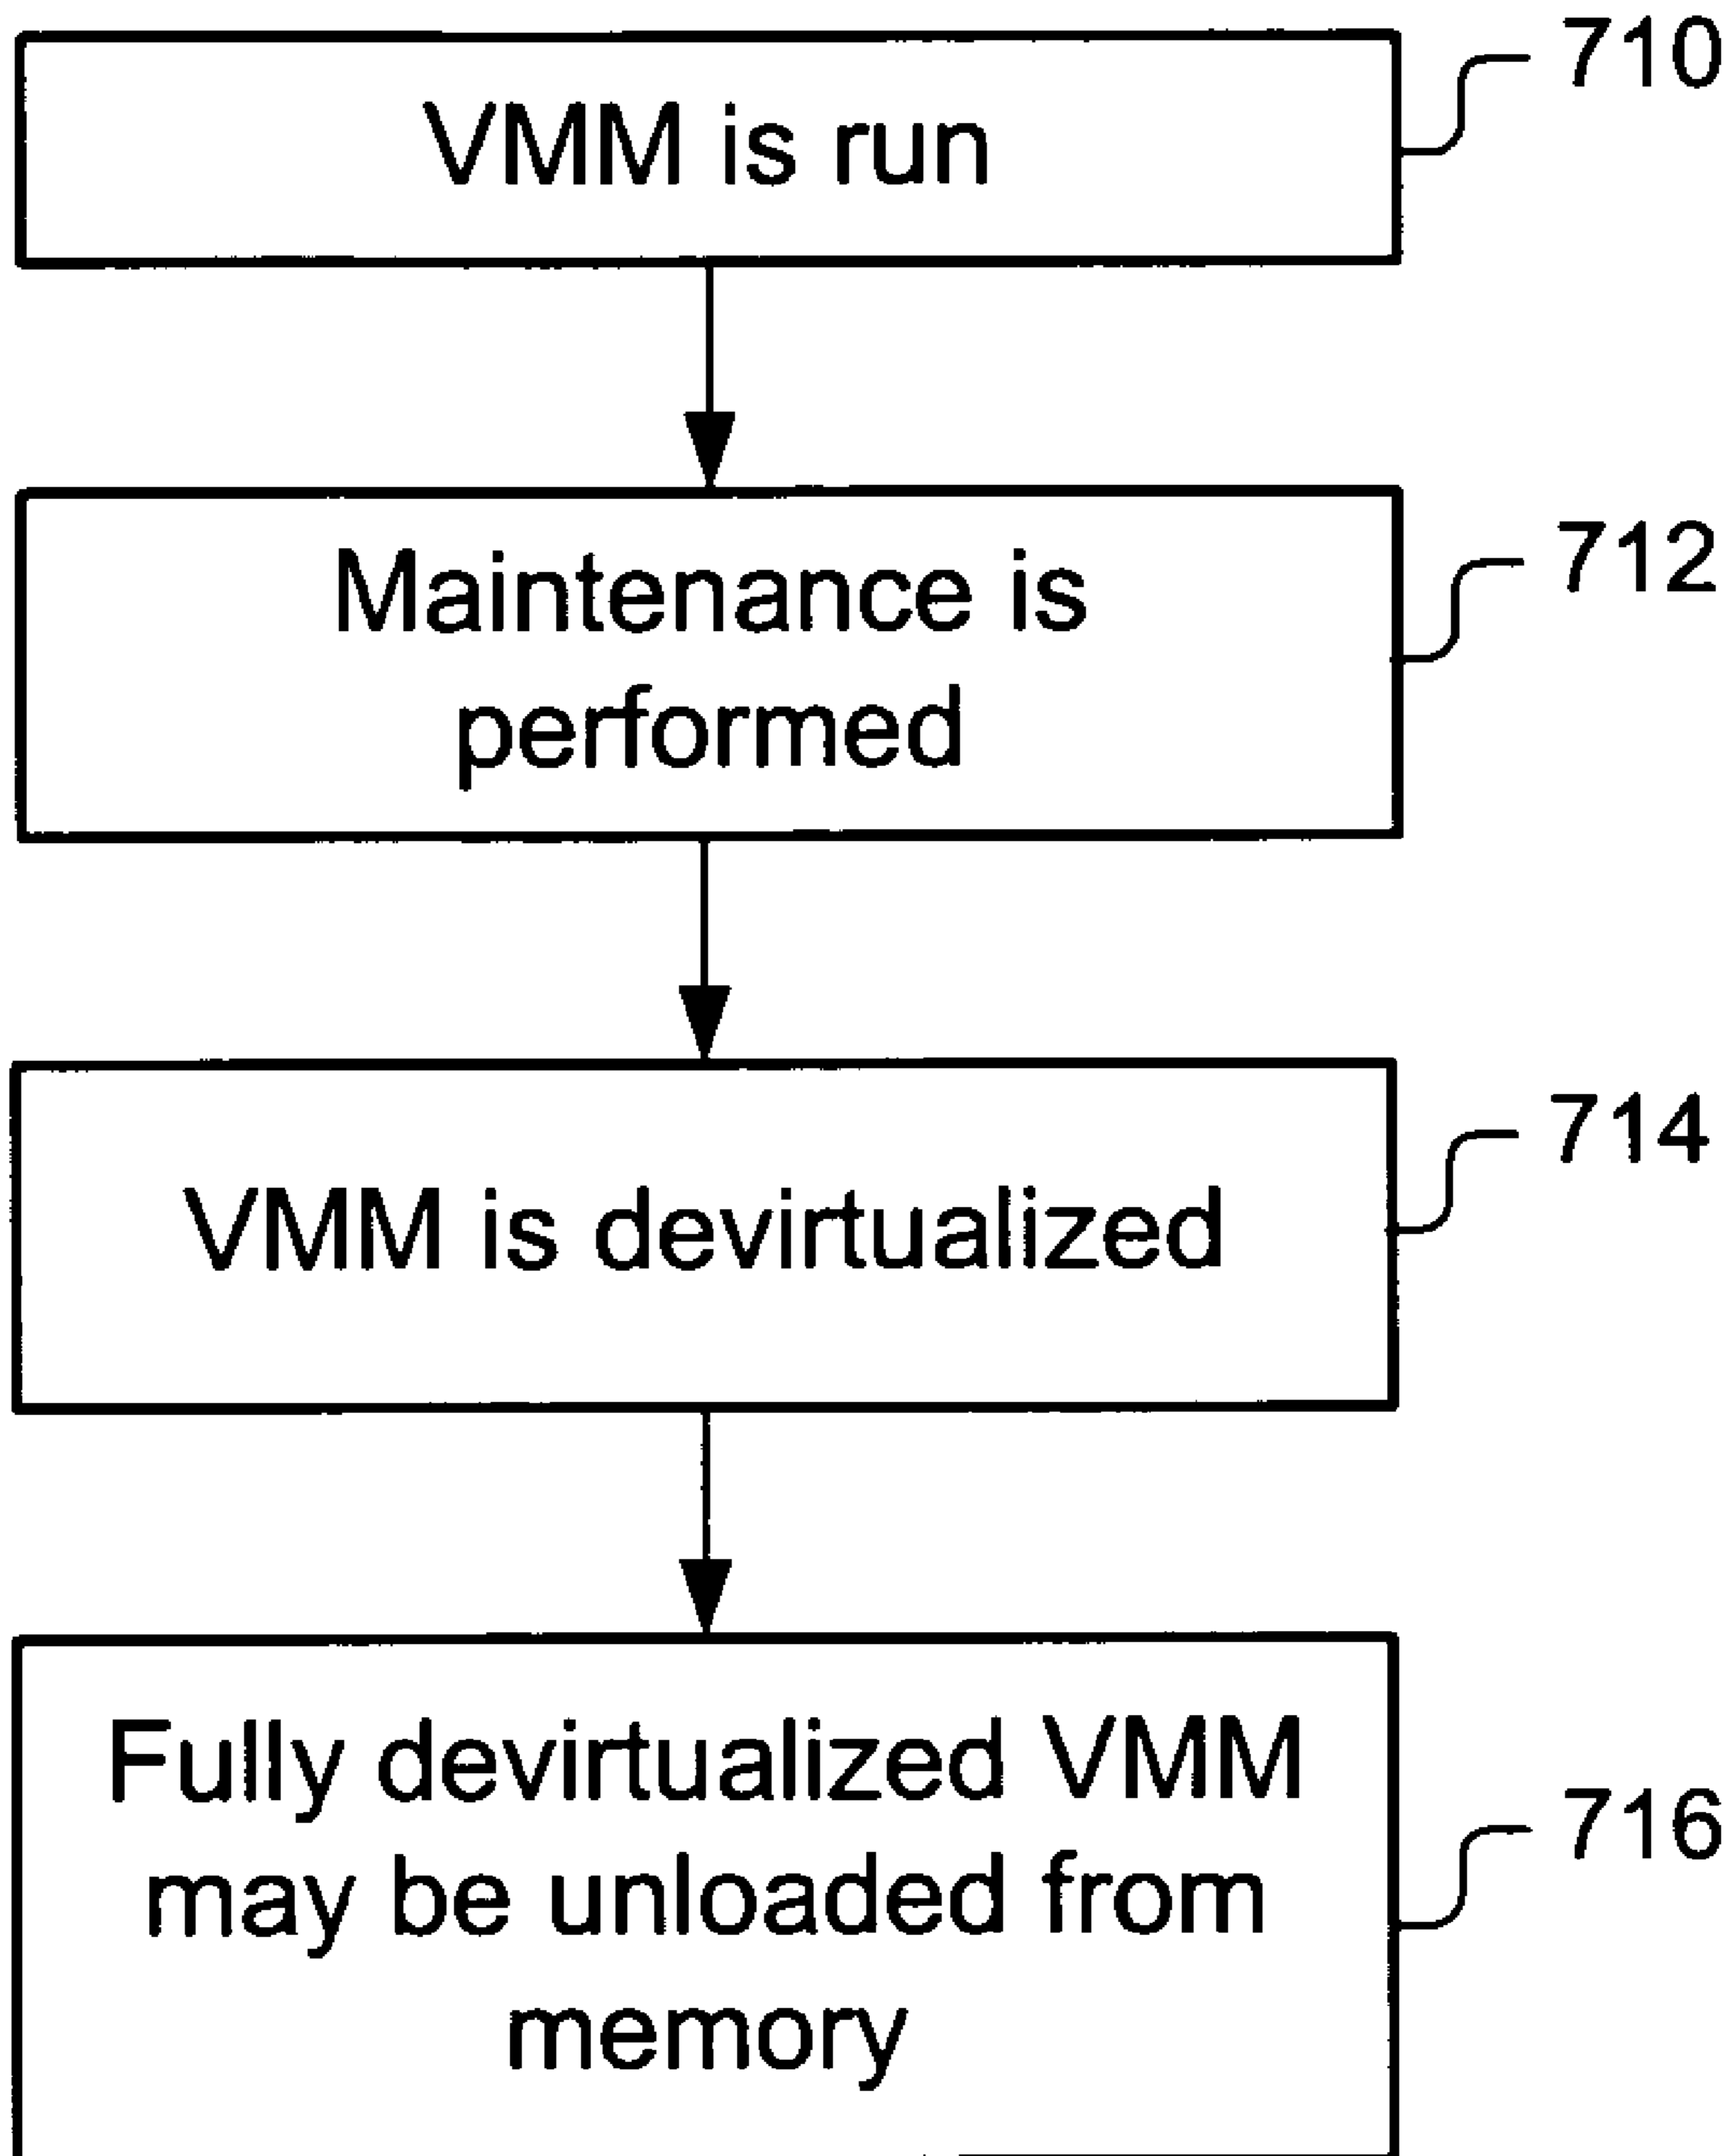 710
VMM is run
712
Maintenance is
performed
714
VMM is devirtualized
716
Fully devirtualized VMM
may be unloaded from
memory